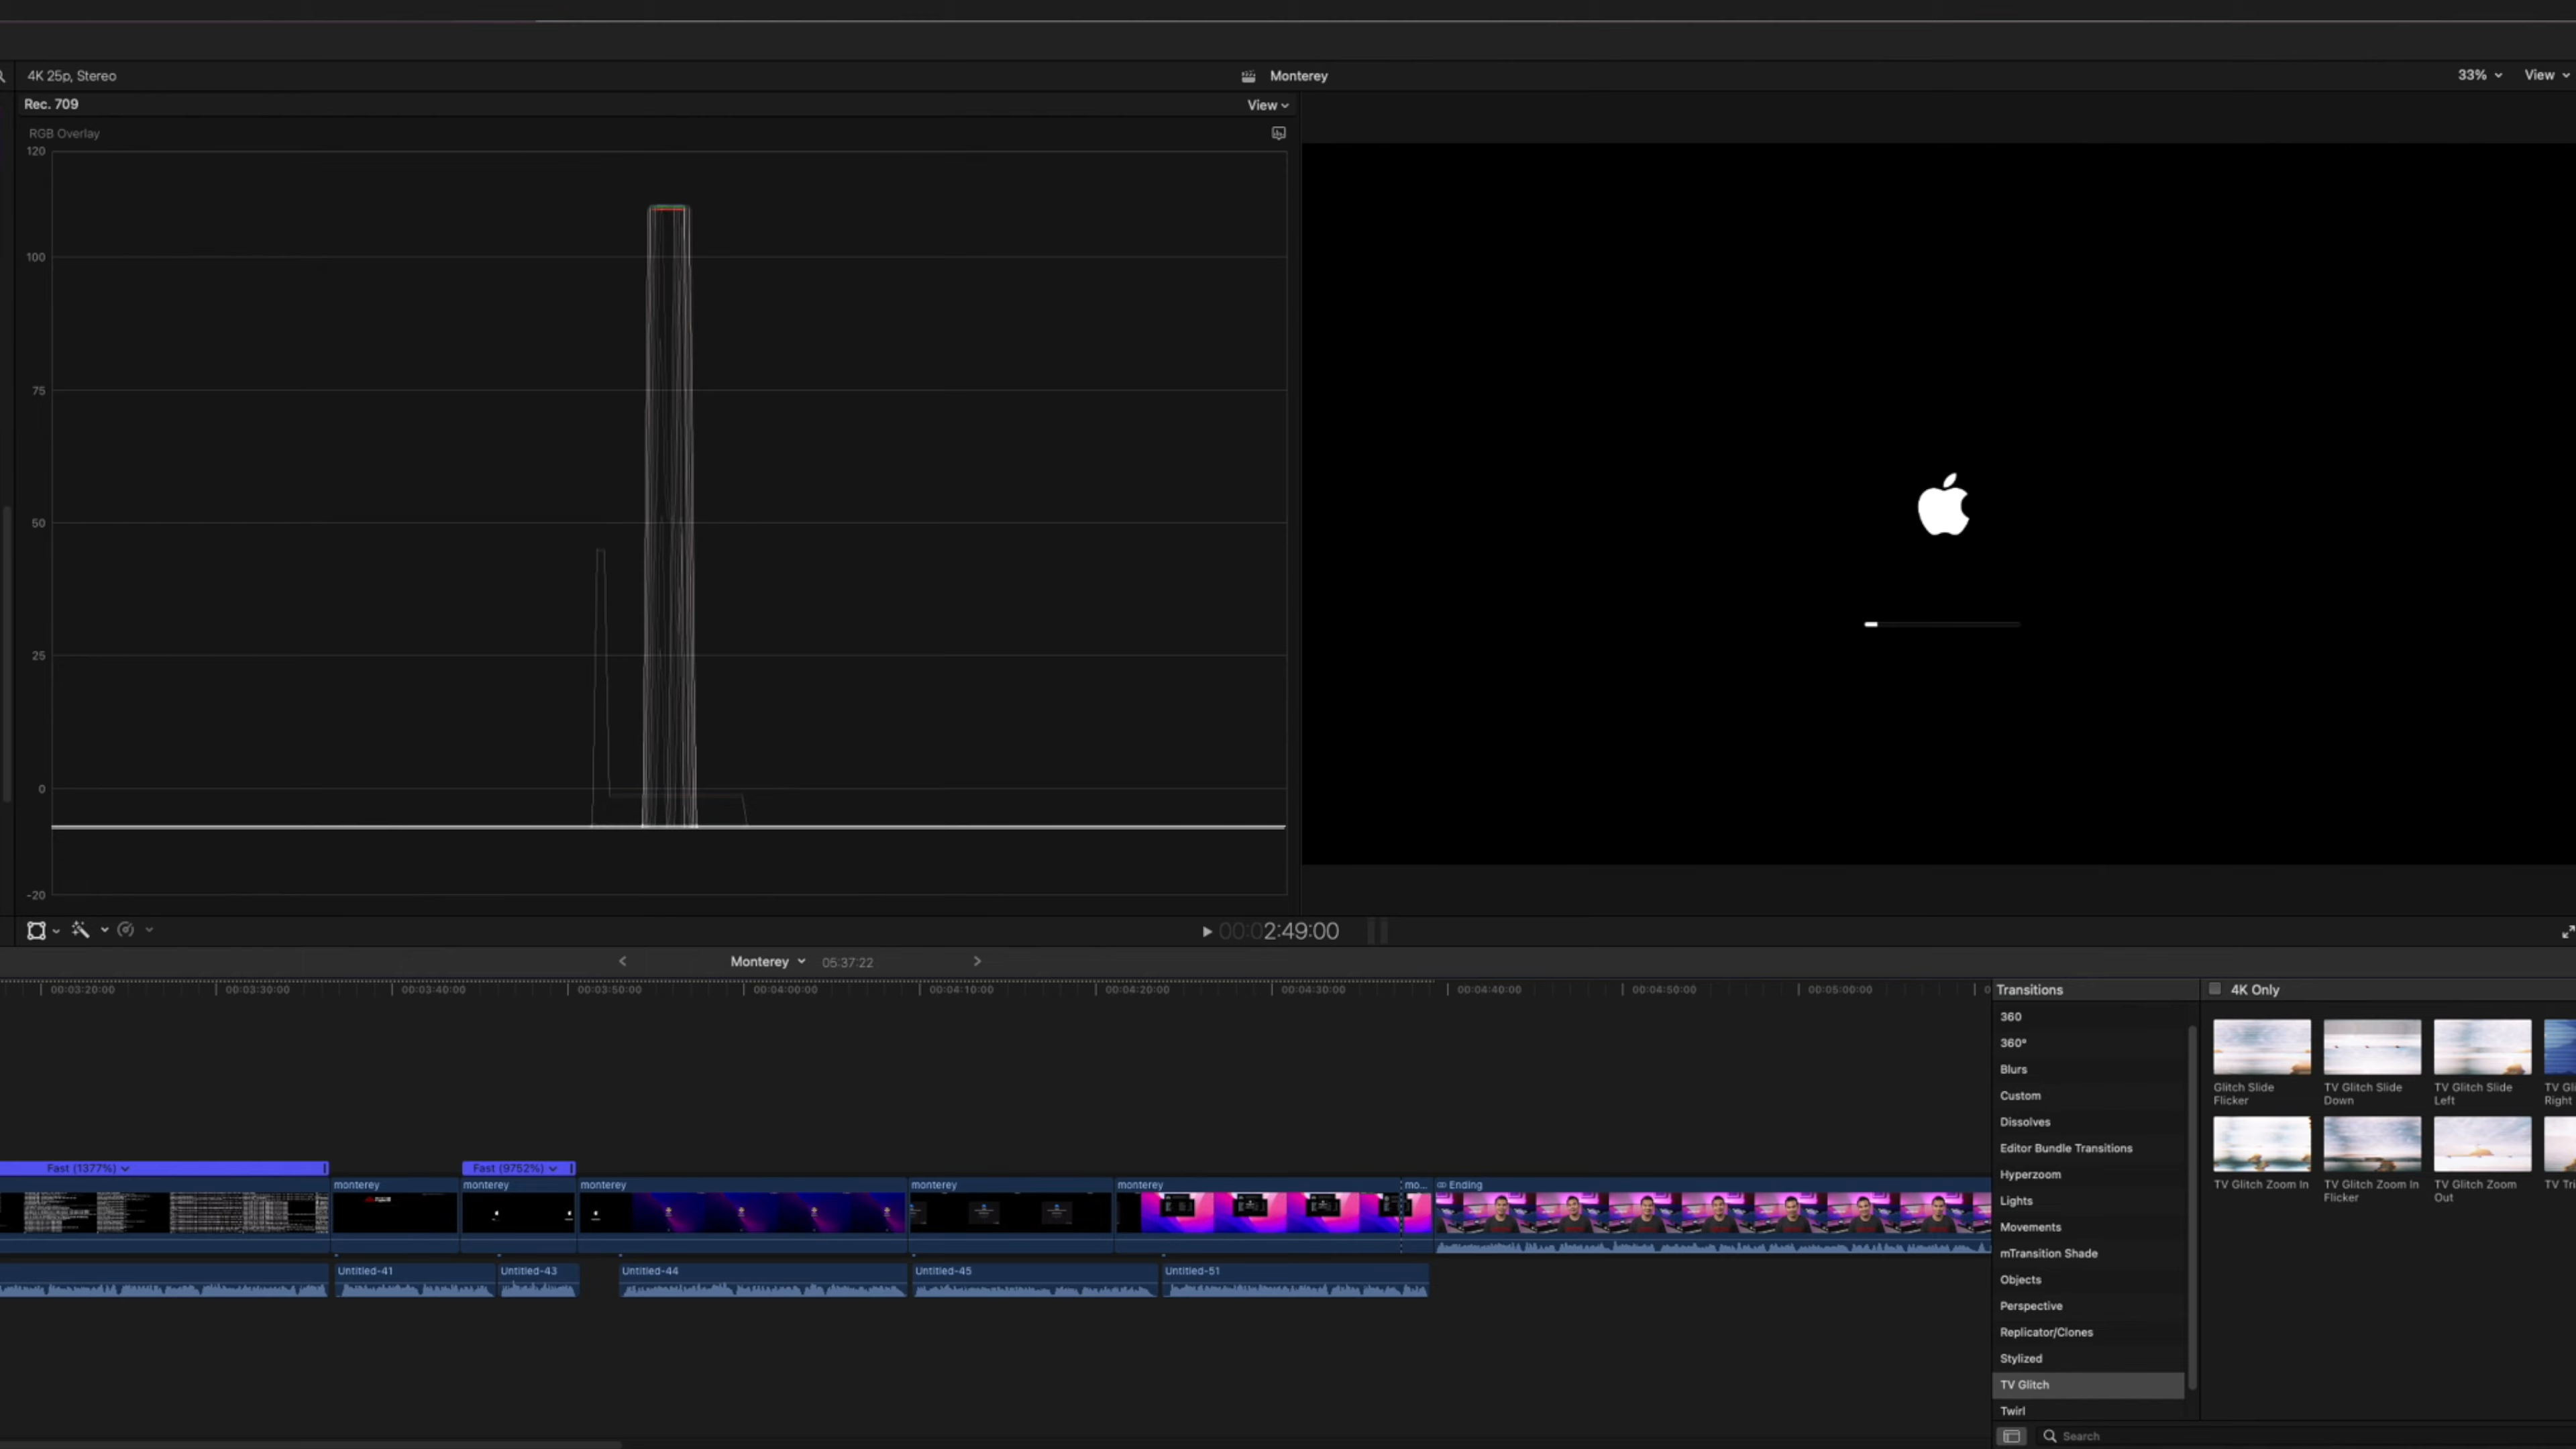 4K 25p, Stereo
Monterey
33%
View
Rec. 709
View
RGB Overlay
120
100
75
50
25
0
-20
00:02:49:00
Monterey
05:37:22
00:03:20:00
00:03:30:00
00:03:40:00
00:03:50:00
00:04:00:00
00:04:10:00
00:04:20:00
00:04:30:00
00:04:40:00
00:04:50:00
00:05:00:00
Fast (1377%)
Fast (9752%)
monterey
monterey
monterey
monterey
monterey
mo...
Ending
Untitled-41
Untitled-43
Untitled-44
Untitled-45
Untitled-51
Transitions
360
360°
Blurs
Custom
Dissolves
Editor Bundle Transitions
Hyperzoom
Lights
Movements
mTransition Shade
Objects
Perspective
Replicator/Clones
Stylized
TV Glitch
Twirl
4K Only
Glitch Slide
Flicker
TV Glitch Slide
Down
TV Glitch Slide
Left
TV Gli
Right
TV Glitch Zoom In
TV Glitch Zoom In
Flicker
TV Glitch Zoom
Out
TV Tri
Search